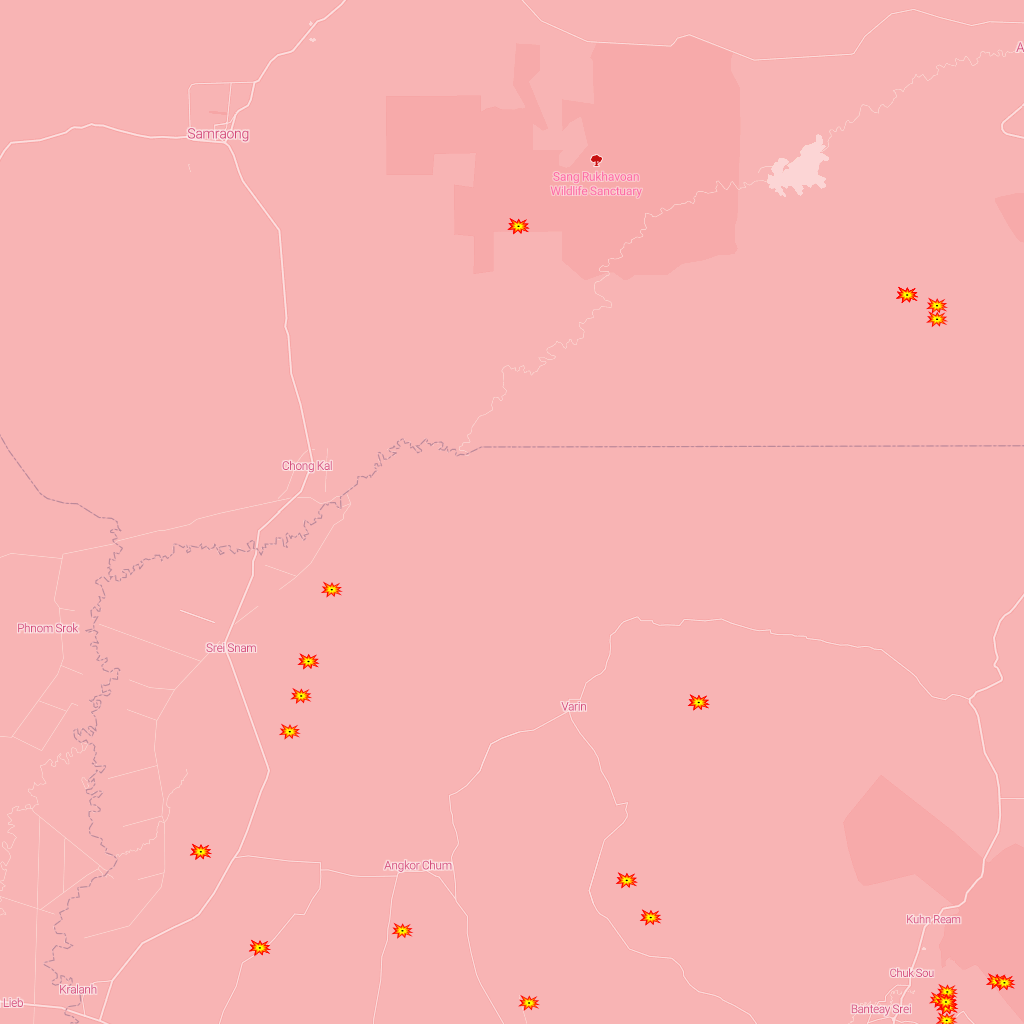 A
Samraong
Sang Rukhavoan
Wildlife Sanctuary
Chong Kal
Phnom Srok
Srei Snam
Varin
Angkor Chum
Kuhn Ream
Chuk Sou
Kralanh
Lieb
Banteay Srei